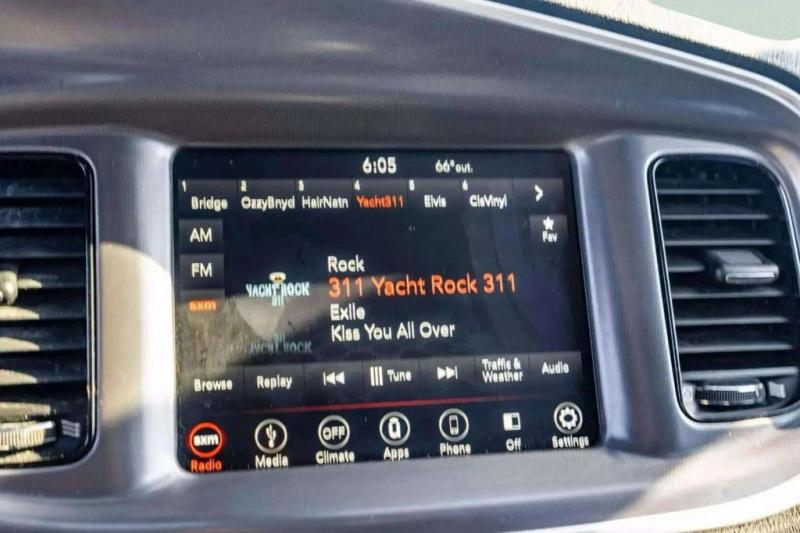 6:05 66°out.
1 2 3 4 5 6
Bridge OzzyBnyd HairNatn Yacht311 Elvis ClsVinyl >
AM
Fav
FM
Rock
sxm
YACHT ROCK
311
311 Yacht Rock 311
Exile
Kiss You All Over
Browse Replay Tune Traffic & Weather Audio
sxm OFF
Radio Media Climate Apps Phone Off Settings